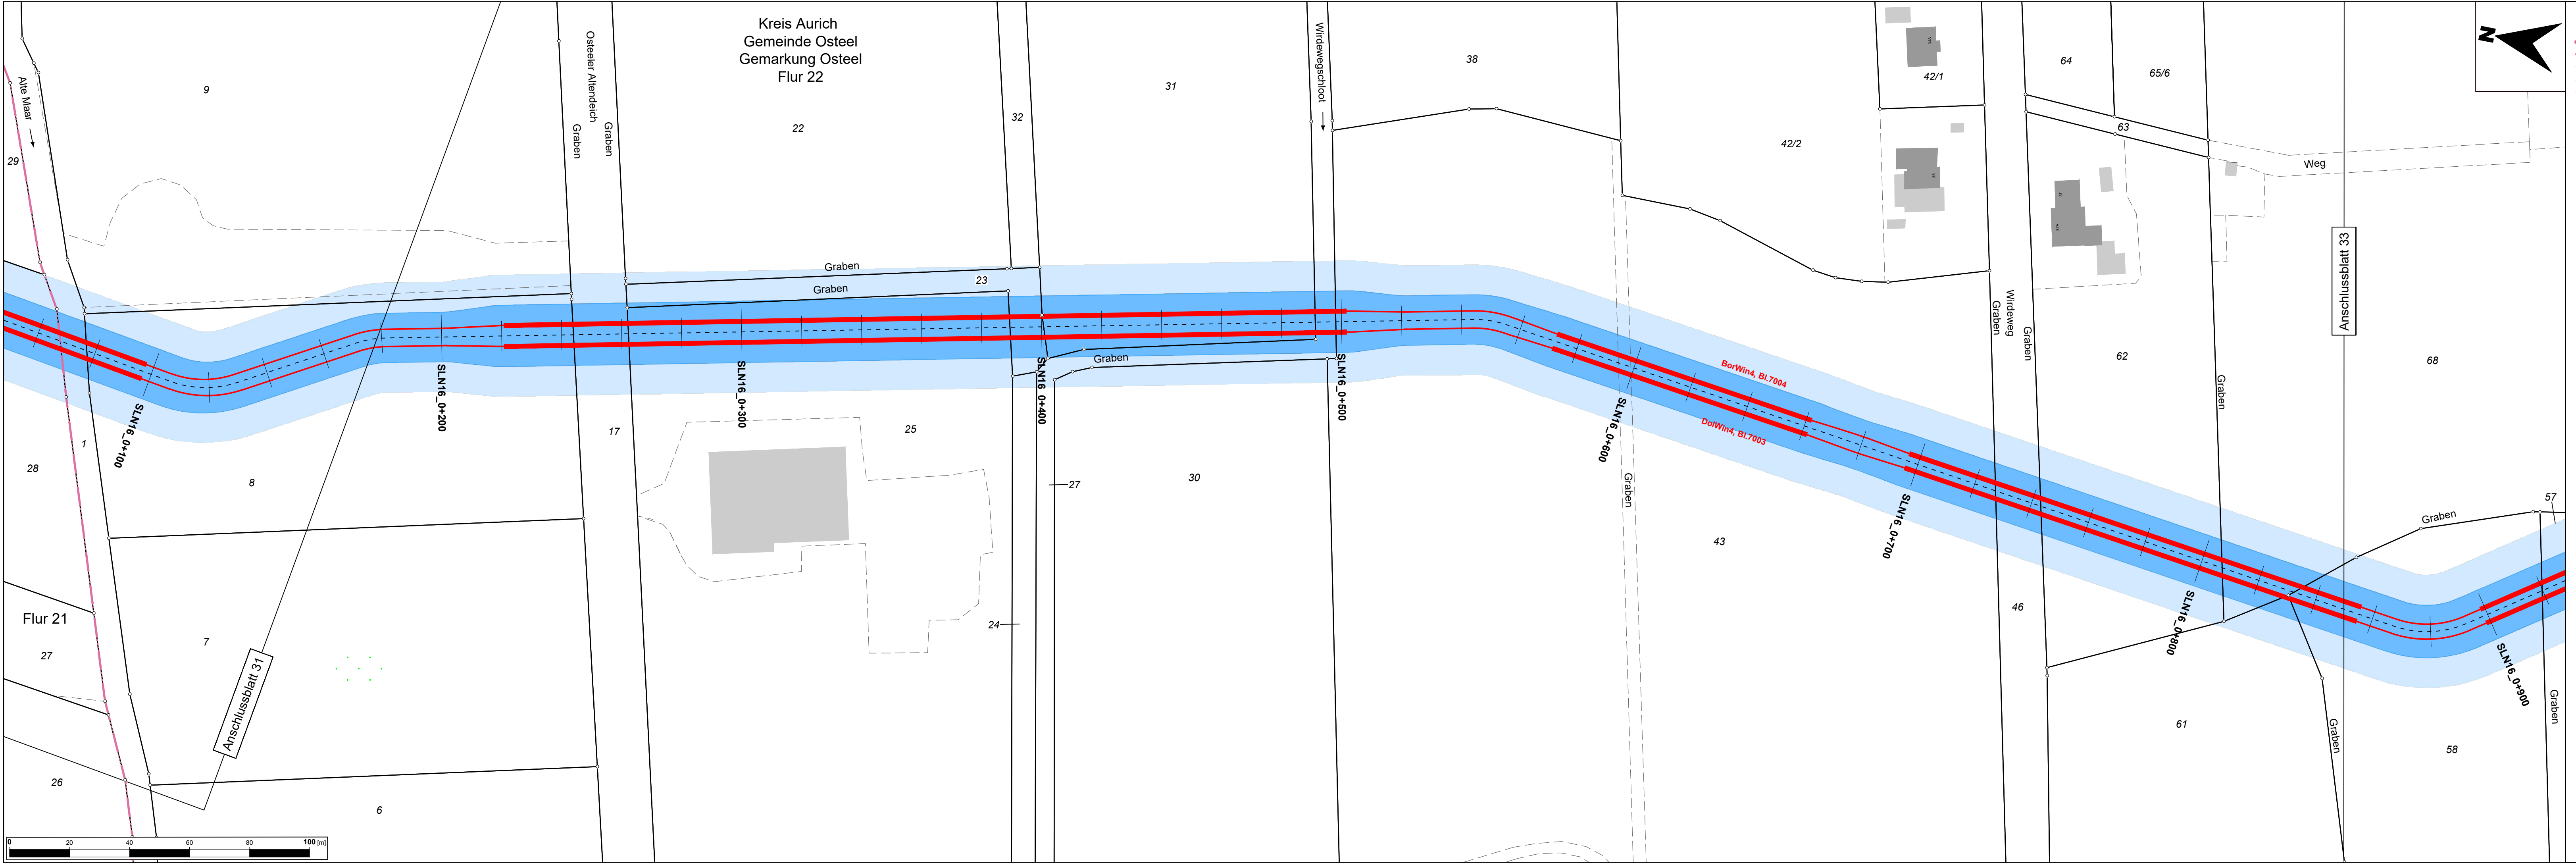 Kreis Aurich
Gemeinde Osteel
Gemarkung Osteel
Flur 22
N
Alte Maar
9
29
Osteeler Altendeich
Graben
Graben
22
32
31
Wirdewegschloot
38
42/1
42/2
64
65/6
63
Weg
Graben
23
Graben
Graben
Wirdeweg
Graben
Graben
Graben
62
68
Anschlussblatt 33
SLN16_0+100
SLN16_0+200
SLN16_0+300
SLN16_0+400
SLN16_0+500
SLN16_0+600
SLN16_0+700
SLN16_0+800
SLN16_0+900
BorWin4, Bl.7004
DolWin4, Bl.7003
1
28
8
17
25
27
30
Graben
43
46
57
Graben
24
Flur 21
27
7
Anschlussblatt 31
61
58
Graben
Graben
26
6
0 20 40 60 80 100 [m]